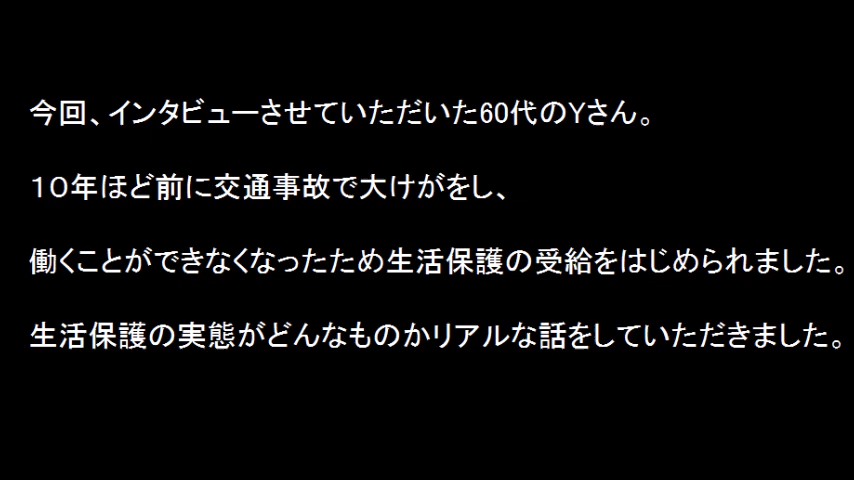 今回、インタビューさせていただいた60代のYさん。
１０年ほど前に交通事故で大けがをし、
働くことができなくなったため生活保護の受給をはじめられました。
生活保護の実態がどんなものかリアルな話をしていただきました。